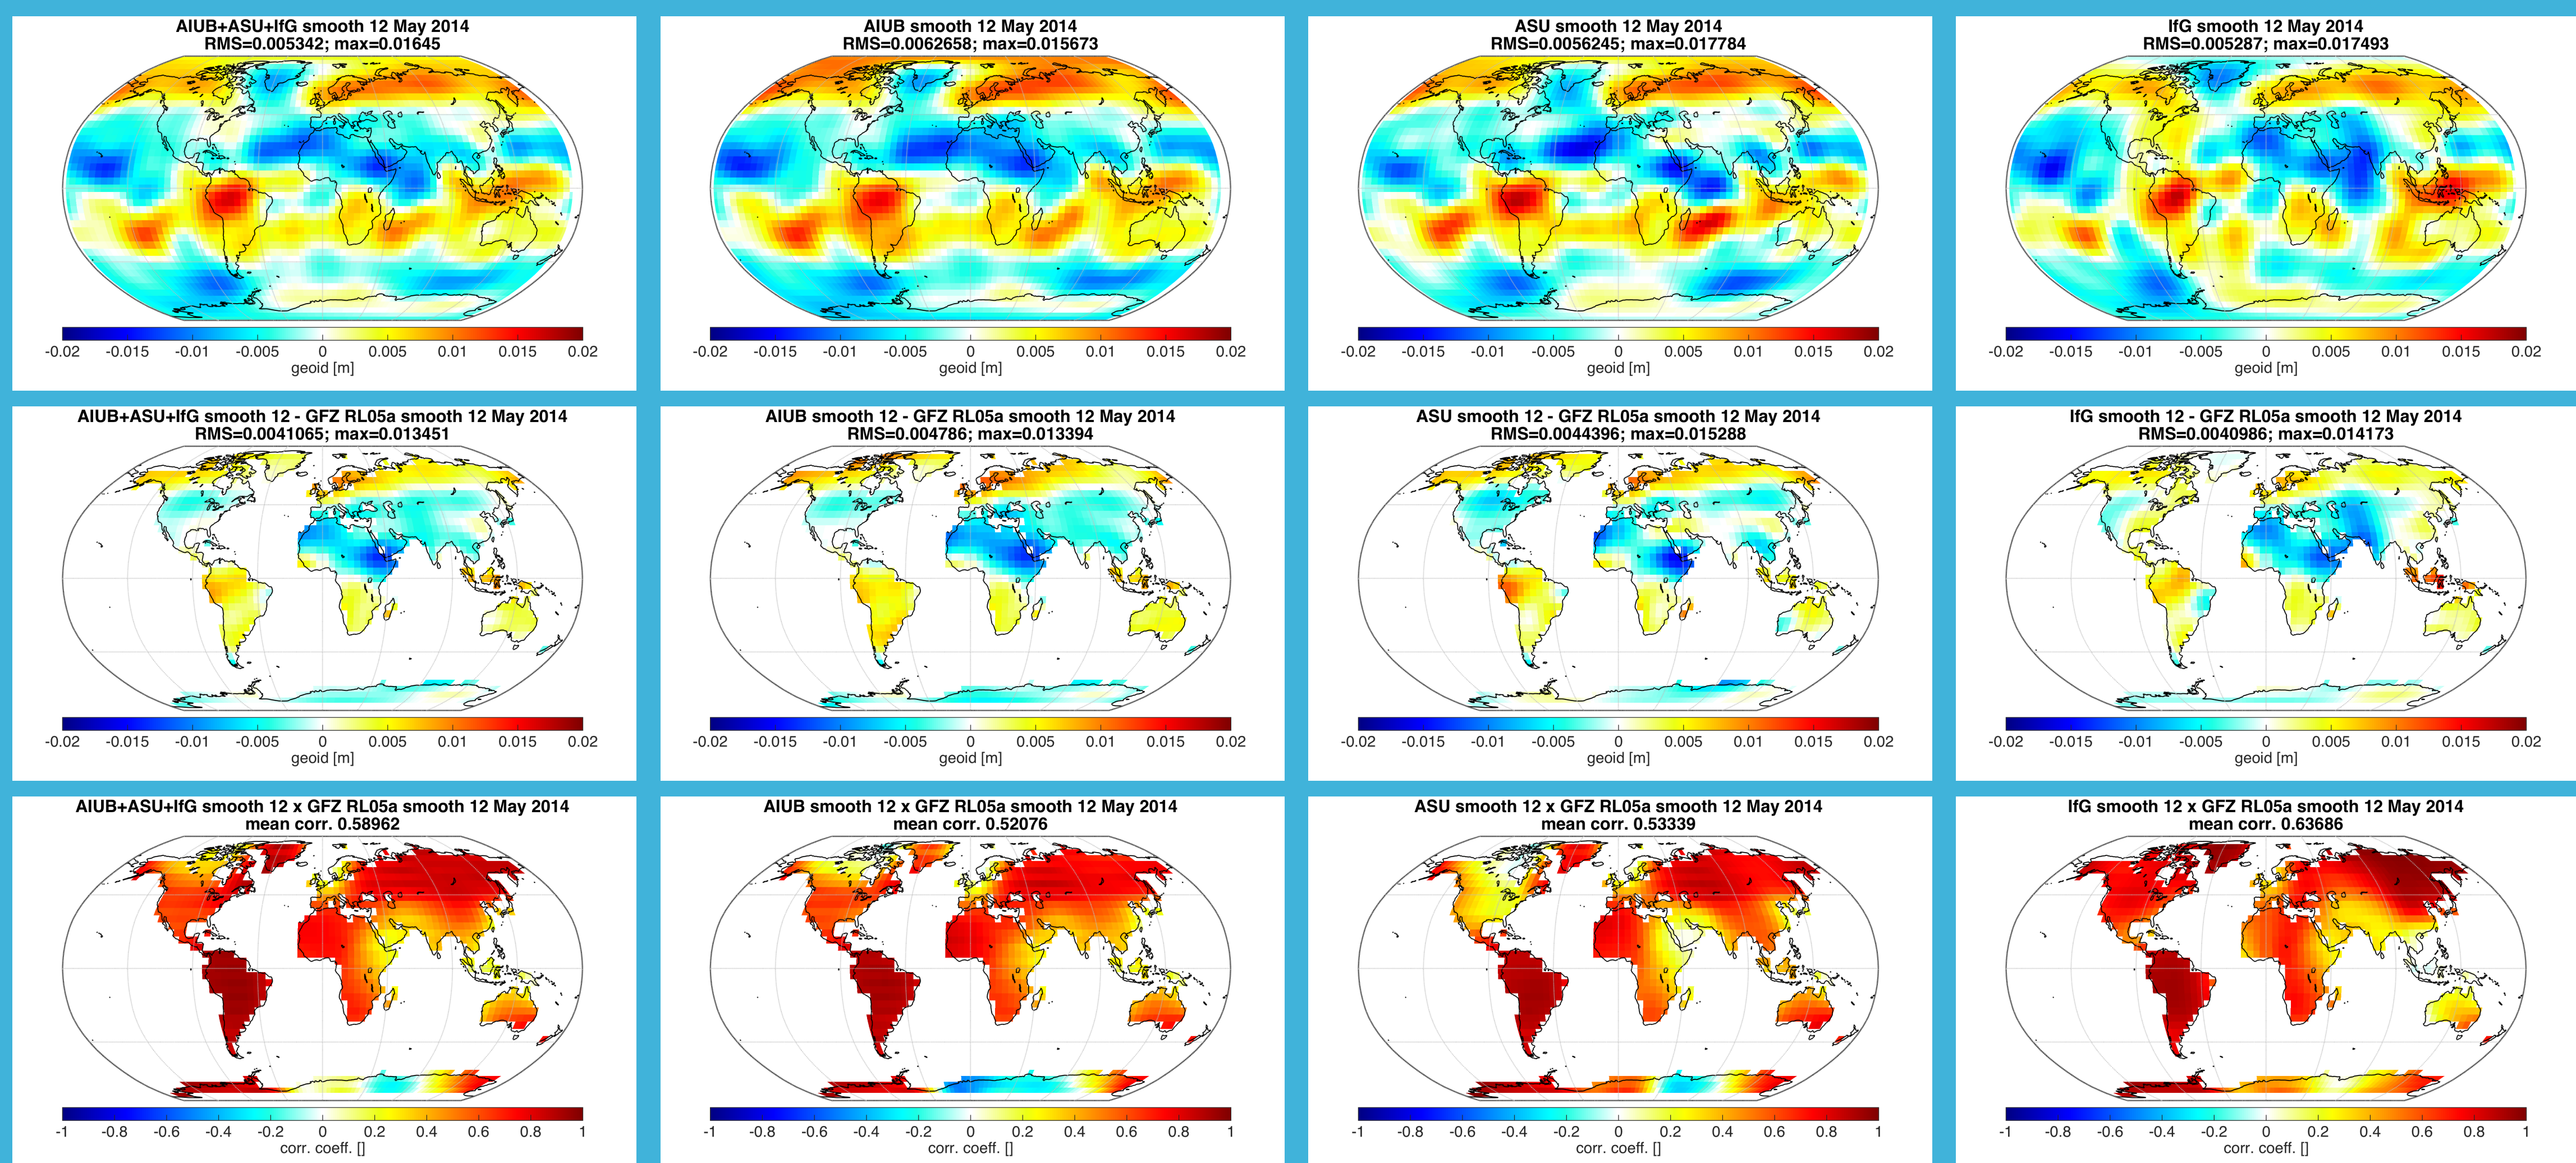 AIUB+ASU+IfG smooth 12 May 2014
RMS=0.005342; max=0.01645
-0.02 -0.015 -0.01 -0.005 0 0.005 0.01 0.015 0.02
geoid [m]
AIUB smooth 12 May 2014
RMS=0.0062658; max=0.015673
-0.02 -0.015 -0.01 -0.005 0 0.005 0.01 0.015 0.02
geoid [m]
ASU smooth 12 May 2014
RMS=0.0056245; max=0.017784
-0.02 -0.015 -0.01 -0.005 0 0.005 0.01 0.015 0.02
geoid [m]
IfG smooth 12 May 2014
RMS=0.005287; max=0.017493
-0.02 -0.015 -0.01 -0.005 0 0.005 0.01 0.015 0.02
geoid [m]
AIUB+ASU+IfG smooth 12 - GFZ RL05a smooth 12 May 2014
RMS=0.0041065; max=0.013451
-0.02 -0.015 -0.01 -0.005 0 0.005 0.01 0.015 0.02
geoid [m]
AIUB smooth 12 - GFZ RL05a smooth 12 May 2014
RMS=0.004786; max=0.013394
-0.02 -0.015 -0.01 -0.005 0 0.005 0.01 0.015 0.02
geoid [m]
ASU smooth 12 - GFZ RL05a smooth 12 May 2014
RMS=0.0044396; max=0.015288
-0.02 -0.015 -0.01 -0.005 0 0.005 0.01 0.015 0.02
geoid [m]
IfG smooth 12 - GFZ RL05a smooth 12 May 2014
RMS=0.0040986; max=0.014173
-0.02 -0.015 -0.01 -0.005 0 0.005 0.01 0.015 0.02
geoid [m]
AIUB+ASU+IfG smooth 12 x GFZ RL05a smooth 12 May 2014
mean corr. 0.58962
-1 -0.8 -0.6 -0.4 -0.2 0 0.2 0.4 0.6 0.8 1
corr. coeff. []
AIUB smooth 12 x GFZ RL05a smooth 12 May 2014
mean corr. 0.52076
-1 -0.8 -0.6 -0.4 -0.2 0 0.2 0.4 0.6 0.8 1
corr. coeff. []
ASU smooth 12 x GFZ RL05a smooth 12 May 2014
mean corr. 0.53339
-1 -0.8 -0.6 -0.4 -0.2 0 0.2 0.4 0.6 0.8 1
corr. coeff. []
IfG smooth 12 x GFZ RL05a smooth 12 May 2014
mean corr. 0.63686
-1 -0.8 -0.6 -0.4 -0.2 0 0.2 0.4 0.6 0.8 1
corr. coeff. []